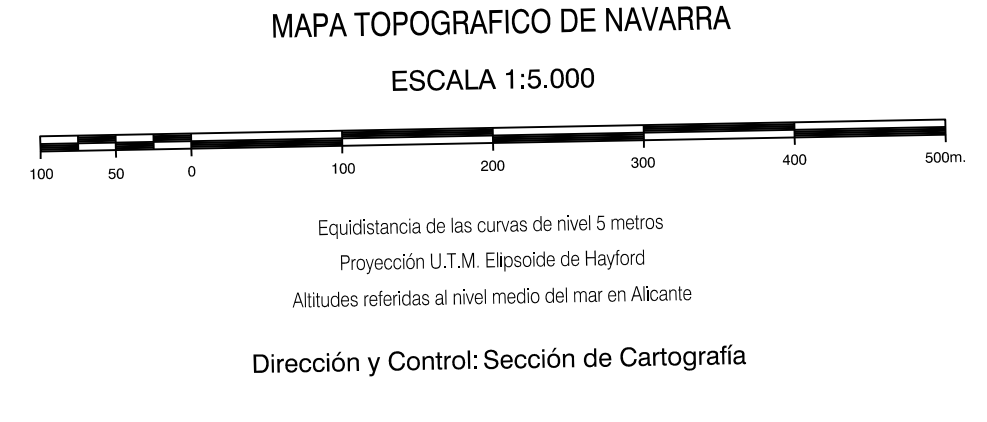 MAPA TOPOGRAFICO DE NAVARRA
ESCALA 1:5.000
100 50 0 100 200 300 400 500m.
Equidistancia de las curvas de nivel 5 metros
Proyección U.T.M. Elipsoide de Hayford
Altitudes referidas al nivel medio del mar en Alicante
Dirección y Control: Sección de Cartografía